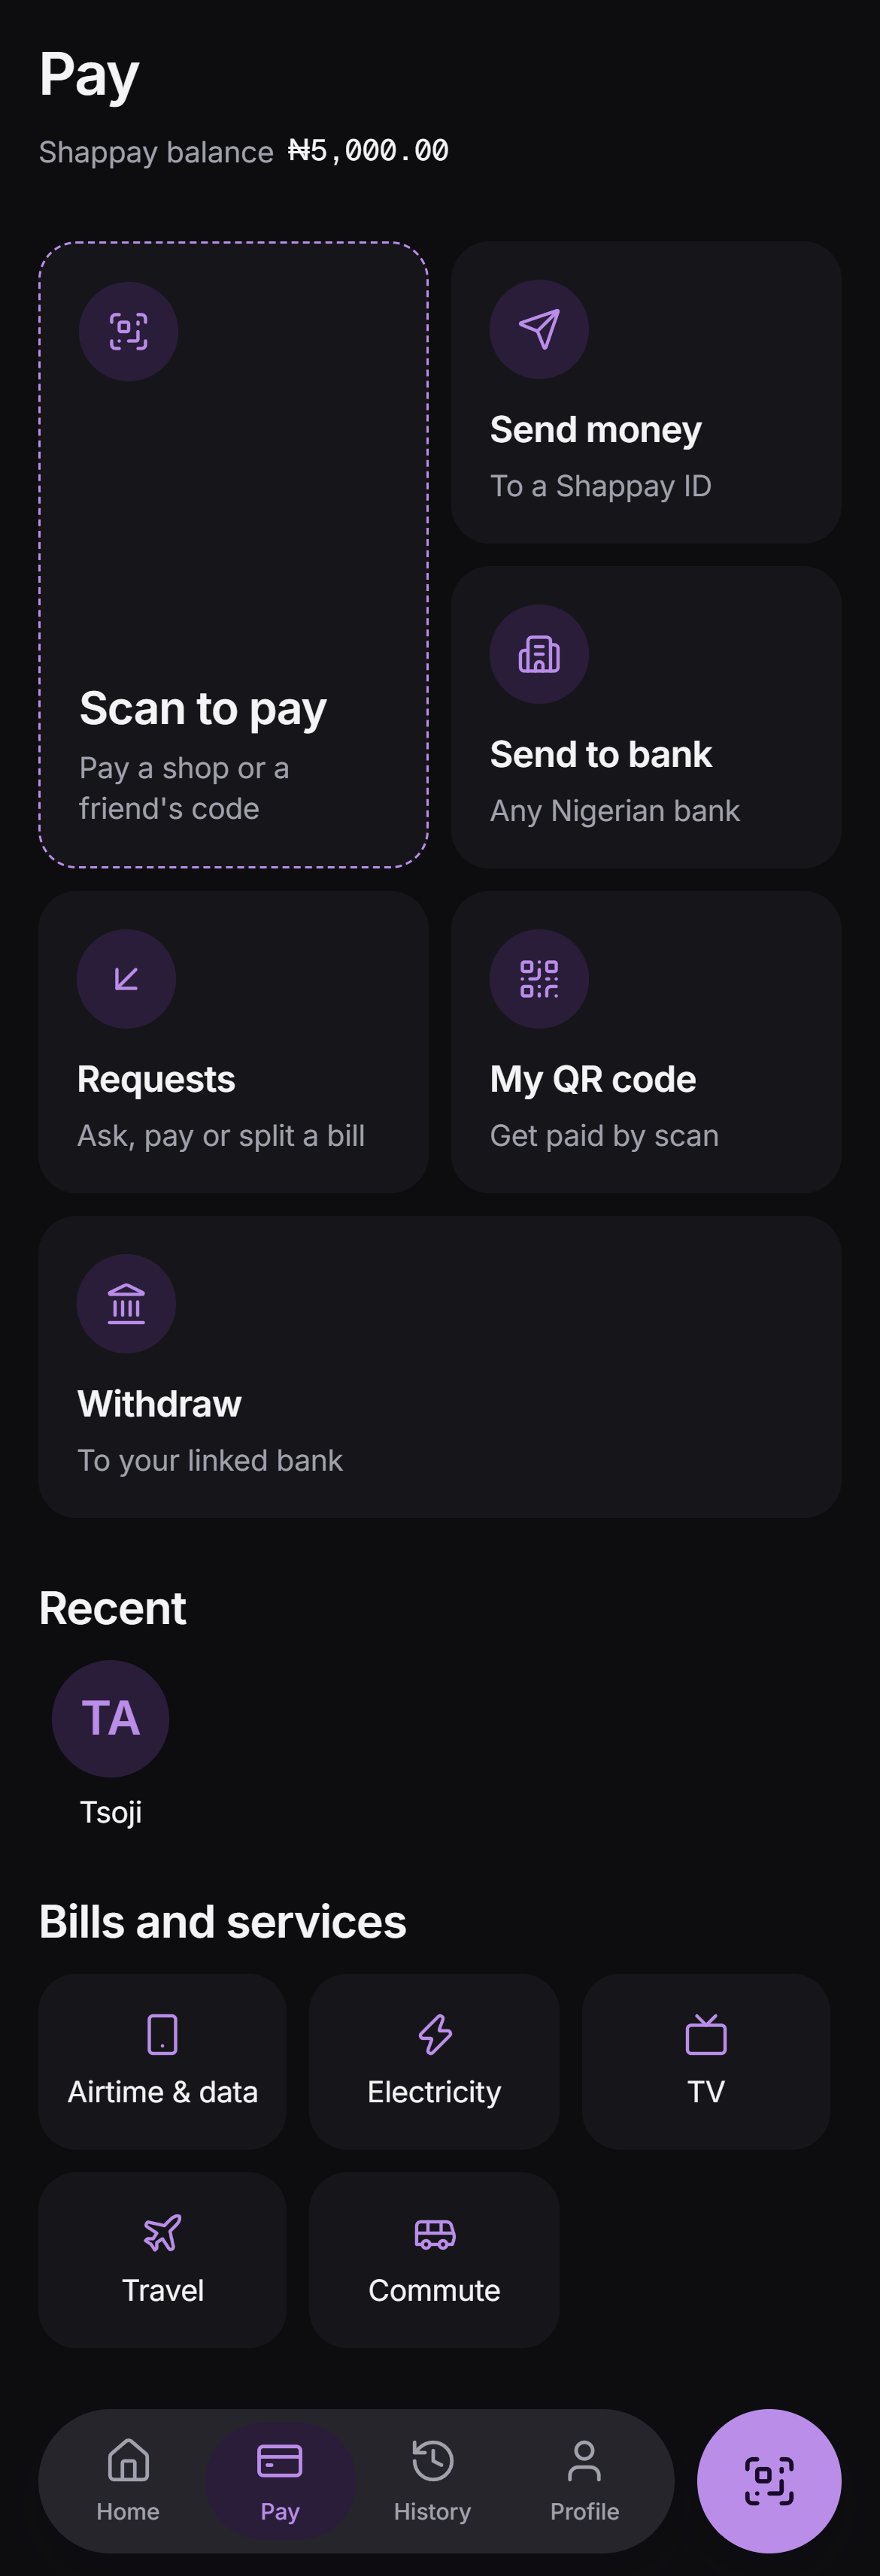 Pay
Shappay balance ₦5,000.00
Scan to pay
Pay a shop or a
friend's code
Send money
To a Shappay ID
Send to bank
Any Nigerian bank
Requests
Ask, pay or split a bill
My QR code
Get paid by scan
Withdraw
To your linked bank
Recent
TA
Tsoji
Bills and services
Airtime & data
Electricity
TV
Travel
Commute
Home
Pay
History
Profile